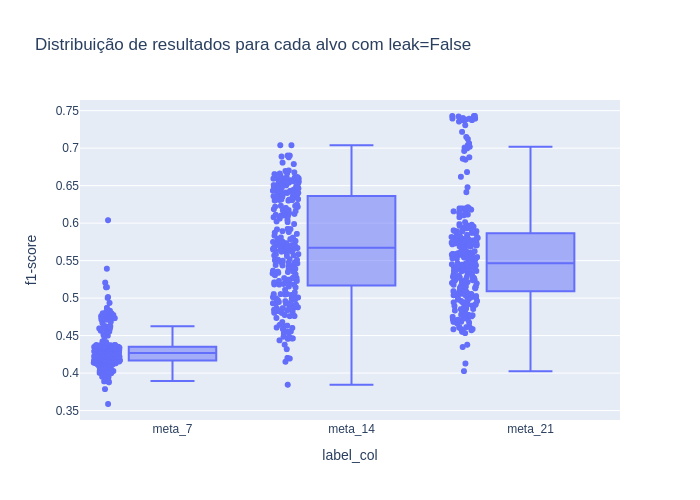 Distribuição de resultados para cada alvo com leak=False
0.75
0.7
0.65
0.6
0.55
0.5
0.45
0.4
0.35
f1-score
meta_7
meta_14
meta_21
label_col